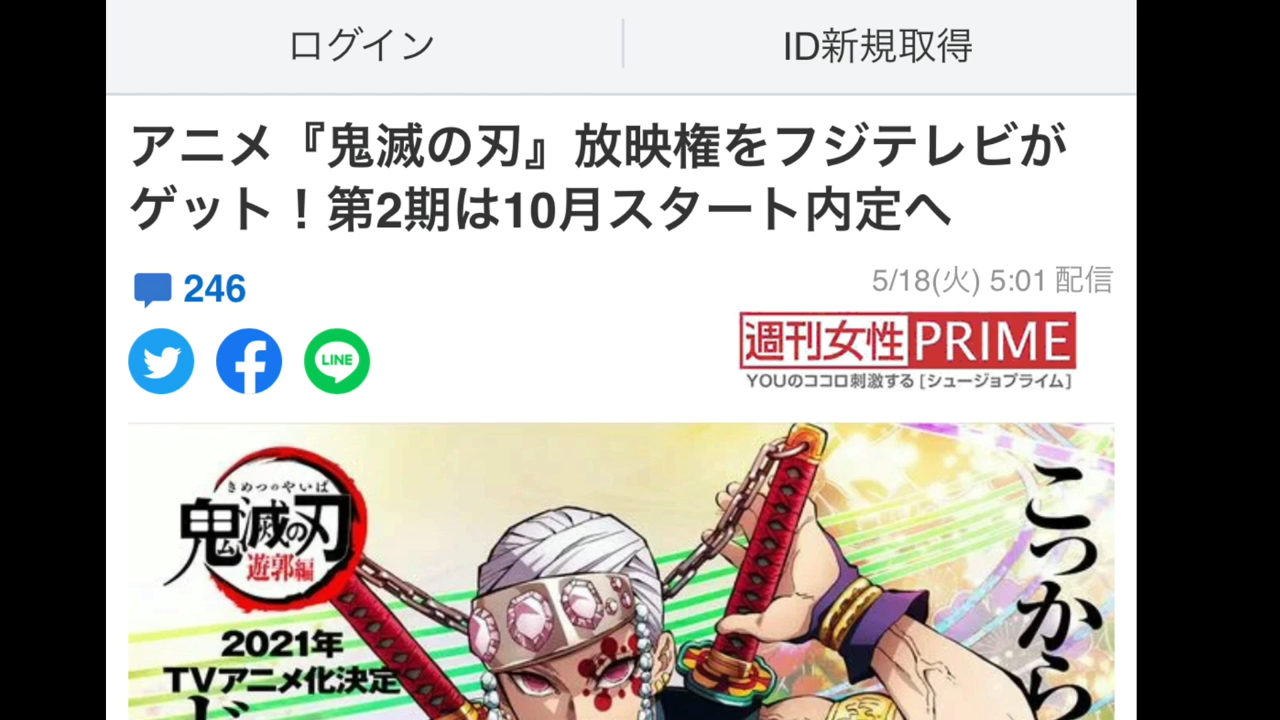 ログイン
ID新規取得
アニメ『鬼滅の刃』放映権をフジテレビが
ゲット！第2期は10月スタート内定へ
246
5/18(火) 5:01 配信
LINE
週刊女性PRIME
YOUのココロ刺激する[シュージョプライム]
きめつのやいば
鬼滅の刃
遊郭編
2021年
TVアニメ化決定
こっから